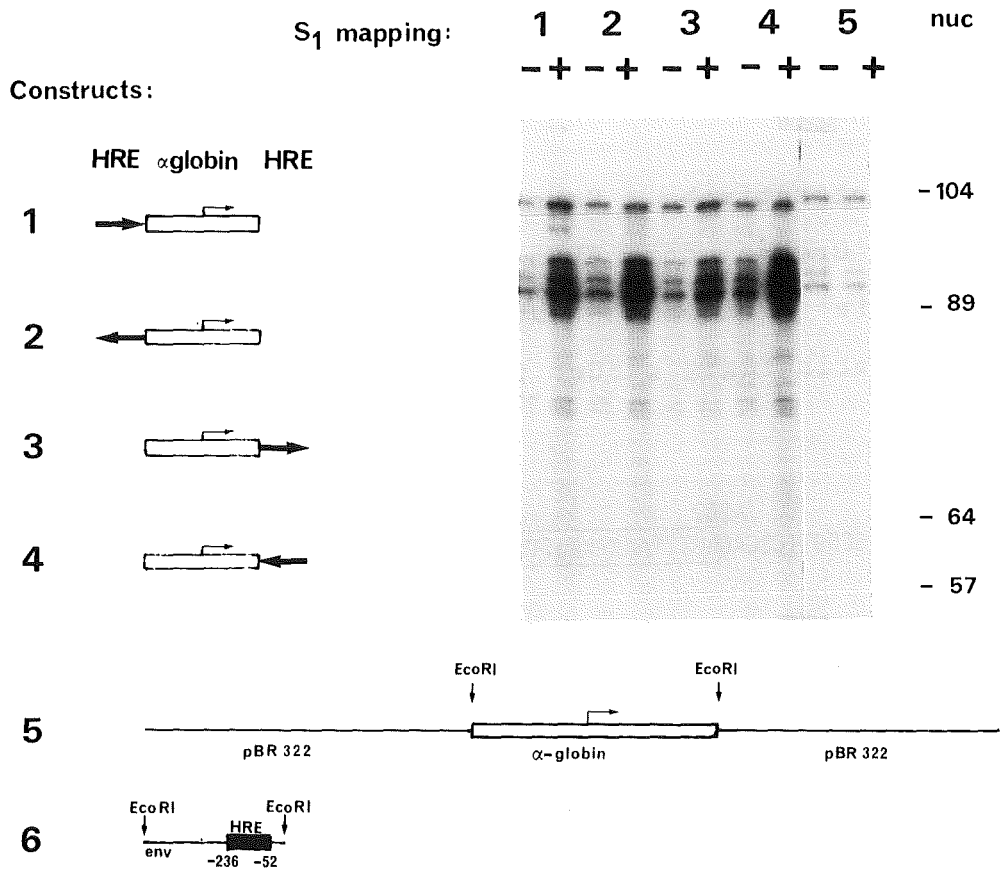 S1 mapping: 1 2 3 4 5 nuc
- + - + - + - + - +
Constructs:
HRE αglobin HRE
1
- 104
2
- 89
3
4
- 64
- 57
EcoRI EcoRI
5
pBR 322 α-globin pBR 322
EcoRI EcoRI
6 HRE
env -236 -52